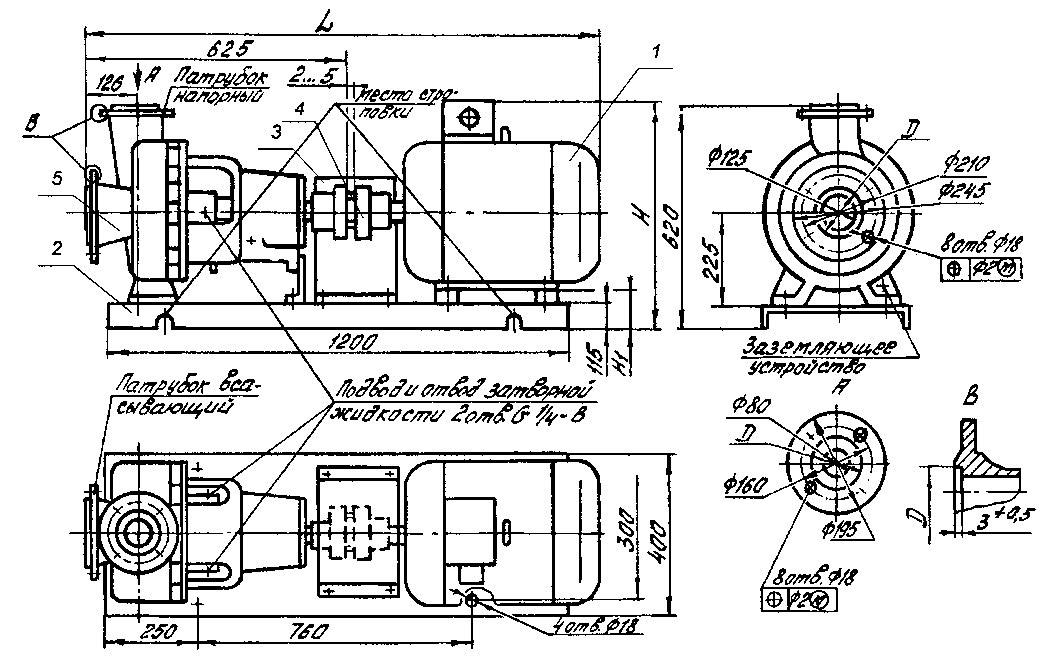 L
625
1
126
A
Патрубок
напорный
2...5
места стро-
повки
4
3
В
5
2
H
620
225
D
Ф125
Ф210
Ф245
8 отв. Ф18
Ф2 м
1200
115
H1
Заземляющее
устройство
Патрубок вса-
сывающий
Подвод и отвод затворной
жидкости 2 отв. G 1/4-В
А
В
Ф80
D
Ф160
Ф195
D
3 +0,5
8 отв. Ф18
Ф2 м
300
400
4 отв. Ф18
250
760